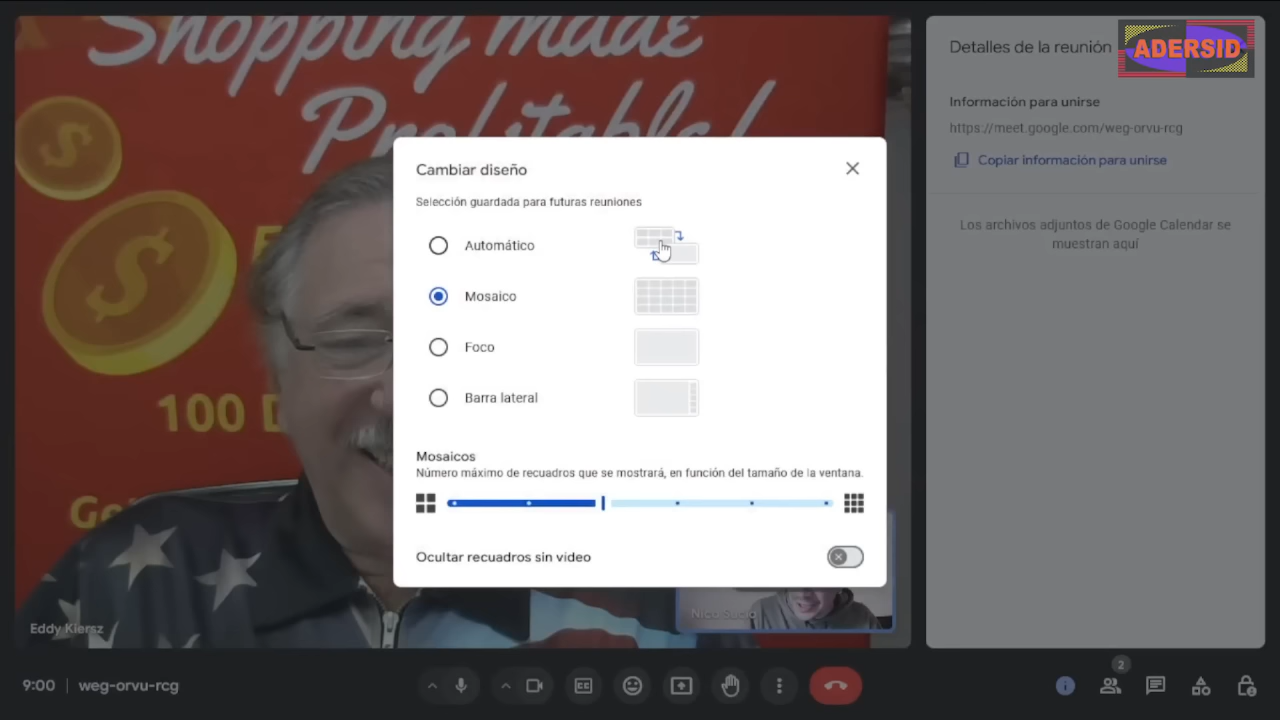 Shopping made
Profitable!
100
Detalles de la reunión
ADERSID
Información para unirse
https://meet.google.com/weg-orvu-rcg
Copiar información para unirse
Los archivos adjuntos de Google Calendar se
muestran aquí
Cambiar diseño
Selección guardada para futuras reuniones
Automático
Mosaico
Foco
Barra lateral
Mosaicos
Número máximo de recuadros que se mostrará, en función del tamaño de la ventana.
Ocultar recuadros sin video
Eddy Kiersz
9:00
weg-orvu-rcg
2